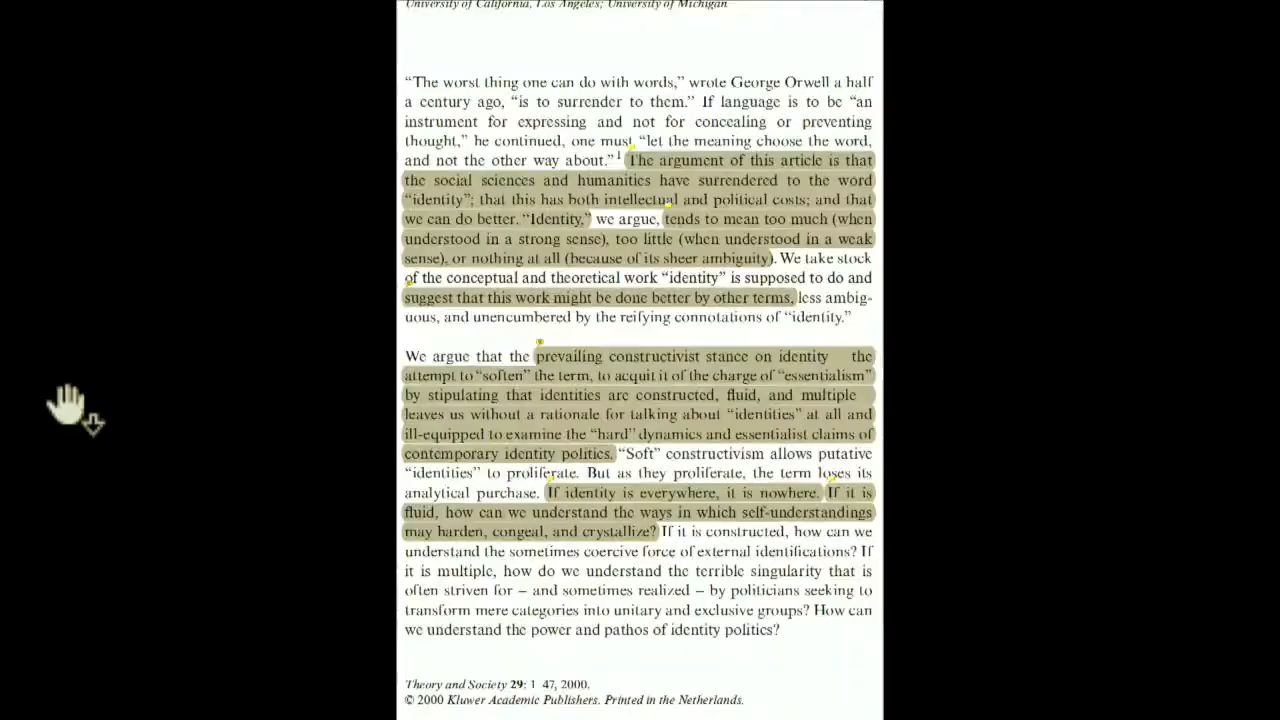 University of California, Los Angeles; University of Michigan
“The worst thing one can do with words,” wrote George Orwell a half
a century ago, “is to surrender to them.” If language is to be “an
instrument for expressing and not for concealing or preventing
thought,” he continued, one must “let the meaning choose the word,
and not the other way about.”1 The argument of this article is that
the social sciences and humanities have surrendered to the word
“identity”; that this has both intellectual and political costs; and that
we can do better. “Identity,” we argue, tends to mean too much (when
understood in a strong sense), too little (when understood in a weak
sense), or nothing at all (because of its sheer ambiguity). We take stock
of the conceptual and theoretical work “identity” is supposed to do and
suggest that this work might be done better by other terms, less ambig-
uous, and unencumbered by the reifying connotations of “identity.”
We argue that the prevailing constructivist stance on identity the
attempt to “soften” the term, to acquit it of the charge of “essentialism”
by stipulating that identities are constructed, fluid, and multiple
leaves us without a rationale for talking about “identities” at all and
ill-equipped to examine the “hard” dynamics and essentialist claims of
contemporary identity politics. “Soft” constructivism allows putative
“identities” to proliferate. But as they proliferate, the term loses its
analytical purchase. If identity is everywhere, it is nowhere. If it is
fluid, how can we understand the ways in which self-understandings
may harden, congeal, and crystallize? If it is constructed, how can we
understand the sometimes coercive force of external identifications? If
it is multiple, how do we understand the terrible singularity that is
often striven for – and sometimes realized – by politicians seeking to
transform mere categories into unitary and exclusive groups? How can
we understand the power and pathos of identity politics?
Theory and Society 29: 1 47, 2000.
© 2000 Kluwer Academic Publishers. Printed in the Netherlands.